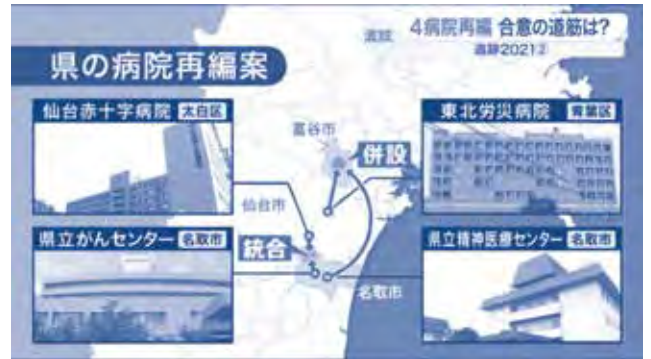 4病院再編 合意の道筋は?
追跡2021②
県の病院再編案
仙台赤十字病院 太白区
東北労災病院 青葉区
富谷市
併設
仙台市
県立がんセンター 名取市
統合
県立精神医療センター 名取市
名取市